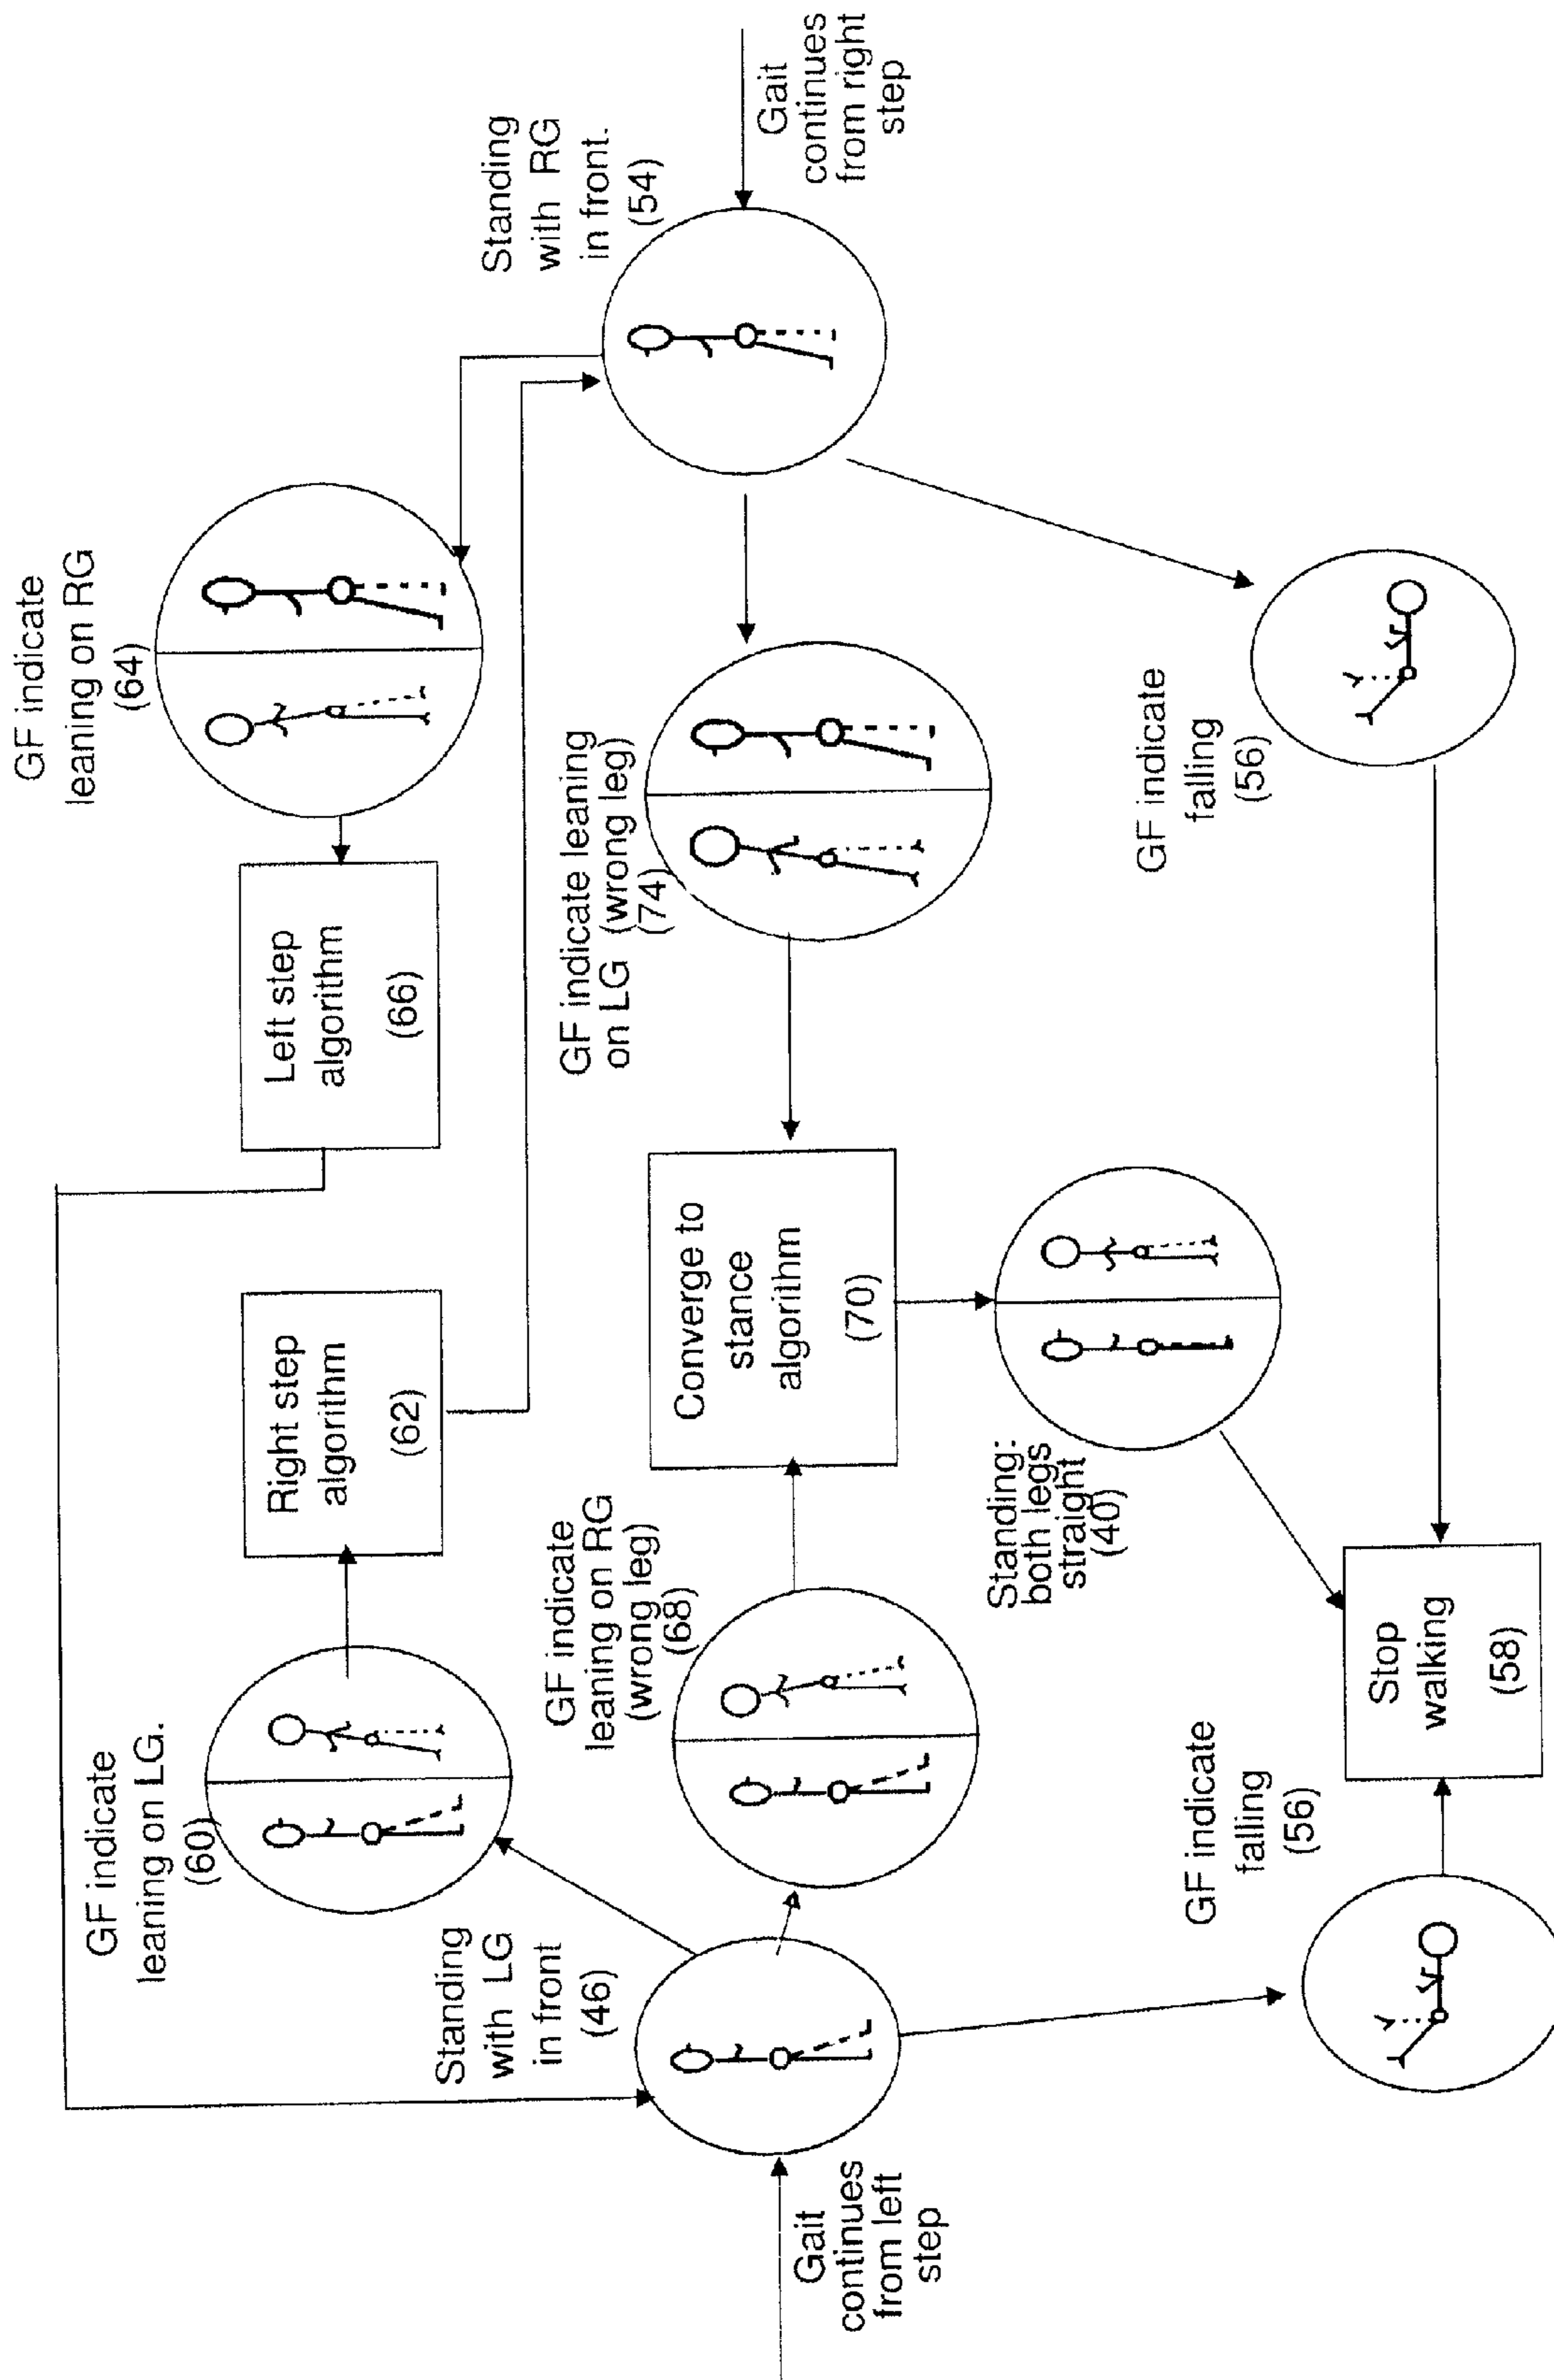 GF indicate
leaning on LG.
(60)
Right step
algorithm
(62)
Left step
algorithm
(66)
GF indicate
leaning on RG
(64)
Standing
with LG
in front
(46)
GF indicate
leaning on RG
(wrong leg)
(68)
Converge to
stance
algorithm
(70)
GF indicate leaning
on LG (wrong leg)
(74)
Standing
with RG
in front.
(54)
Gait
continues
from left
step
Gait
continues
from right
step
Standing:
both legs
straight
(40)
GF indicate
falling
(56)
Stop
walking
(58)
GF indicate
falling
(56)